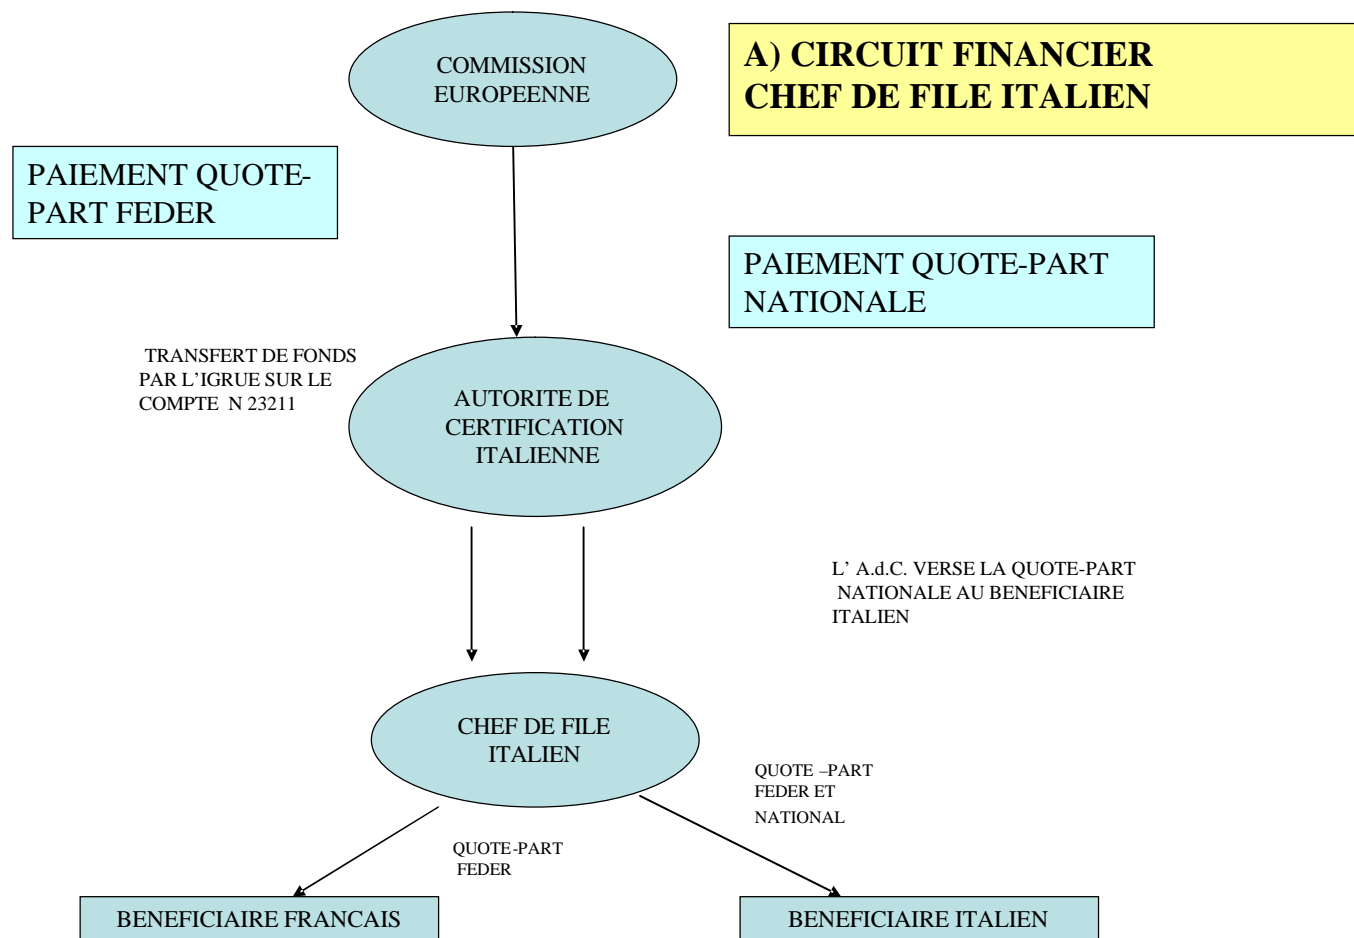 COMMISSION
EUROPEENNE
A) CIRCUIT FINANCIER
CHEF DE FILE ITALIEN
PAIEMENT QUOTE-
PART FEDER
PAIEMENT QUOTE-PART
NATIONALE
TRANSFERT DE FONDS
PAR L’IGRUE SUR LE
COMPTE N 23211
AUTORITE DE
CERTIFICATION
ITALIENNE
L’ A.d.C. VERSE LA QUOTE-PART
NATIONALE AU BENEFICIAIRE
ITALIEN
CHEF DE FILE
ITALIEN
QUOTE –PART
FEDER ET
NATIONAL
QUOTE-PART
FEDER
BENEFICIAIRE FRANCAIS
BENEFICIAIRE ITALIEN